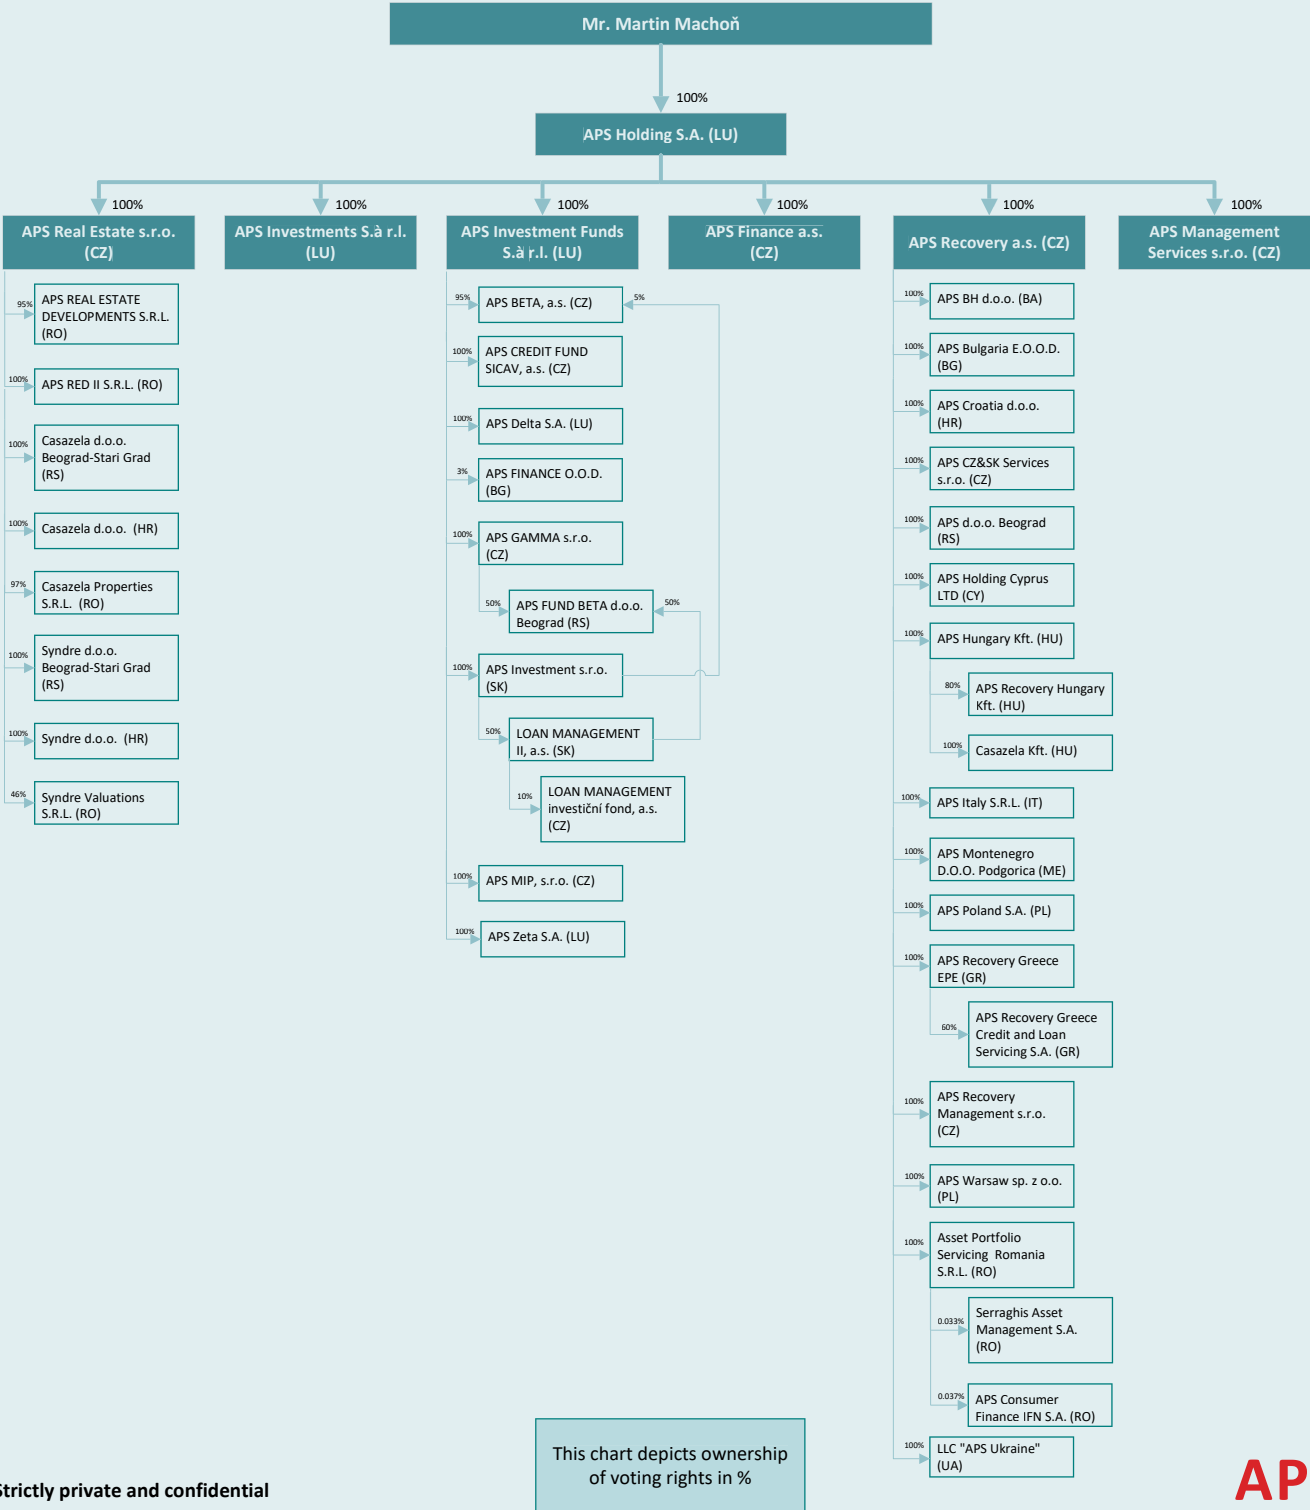 Mr. Martin Machoň
100%
APS Holding S.A. (LU)
100%
100%
100%
100%
100%
100%
APS Real Estate s.r.o.
(CZ)
APS Investments S.à r.l.
(LU)
APS Investment Funds
S.à r.l. (LU)
APS Finance a.s.
(CZ)
APS Recovery a.s. (CZ)
APS Management
Services s.r.o. (CZ)
95%
APS REAL ESTATE
DEVELOPMENTS S.R.L.
(RO)
100%
APS RED II S.R.L. (RO)
100%
Casazela d.o.o.
Beograd-Stari Grad
(RS)
100%
Casazela d.o.o. (HR)
97%
Casazela Properties
S.R.L. (RO)
100%
Syndre d.o.o.
Beograd-Stari Grad
(RS)
100%
Syndre d.o.o. (HR)
46%
Syndre Valuations
S.R.L. (RO)
95%
APS BETA, a.s. (CZ)
5%
100%
APS CREDIT FUND
SICAV, a.s. (CZ)
100%
APS Delta S.A. (LU)
3%
APS FINANCE O.O.D.
(BG)
100%
APS GAMMA s.r.o.
(CZ)
50%
APS FUND BETA d.o.o.
Beograd (RS)
50%
100%
APS Investment s.r.o.
(SK)
50%
LOAN MANAGEMENT
II, a.s. (SK)
10%
LOAN MANAGEMENT
investiční fond, a.s.
(CZ)
100%
APS MIP, s.r.o. (CZ)
100%
APS Zeta S.A. (LU)
100%
APS BH d.o.o. (BA)
100%
APS Bulgaria E.O.O.D.
(BG)
100%
APS Croatia d.o.o.
(HR)
100%
APS CZ&SK Services
s.r.o. (CZ)
100%
APS d.o.o. Beograd
(RS)
100%
APS Holding Cyprus
LTD (CY)
100%
APS Hungary Kft. (HU)
80%
APS Recovery Hungary
Kft. (HU)
100%
Casazela Kft. (HU)
100%
APS Italy S.R.L. (IT)
100%
APS Montenegro
D.O.O. Podgorica (ME)
100%
APS Poland S.A. (PL)
100%
APS Recovery Greece
EPE (GR)
60%
APS Recovery Greece
Credit and Loan
Servicing S.A. (GR)
100%
APS Recovery
Management s.r.o.
(CZ)
100%
APS Warsaw sp. z o.o.
(PL)
100%
Asset Portfolio
Servicing Romania
S.R.L. (RO)
0.033%
Serraghis Asset
Management S.A.
(RO)
0.037%
APS Consumer
Finance IFN S.A. (RO)
100%
LLC "APS Ukraine"
(UA)
This chart depicts ownership
of voting rights in %
Strictly private and confidential
AP